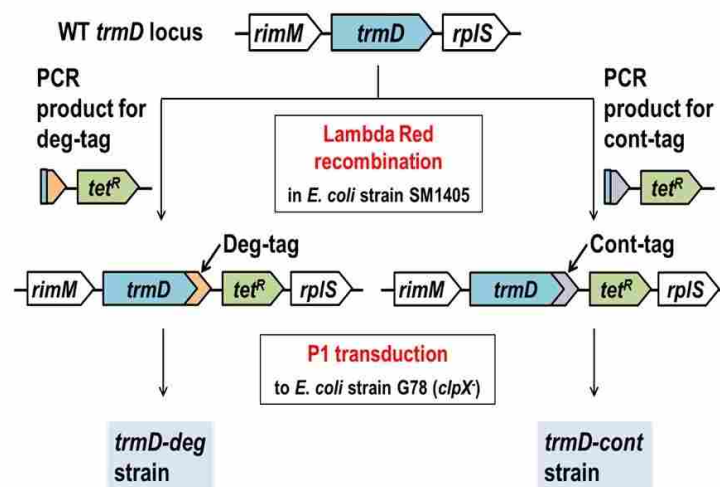 WT trmD locus
rimM
trmD
rplS
PCR
product for
deg-tag
PCR
product for
cont-tag
Lambda Red
recombination
in E. coli strain SM1405
tetR
tetR
Deg-tag
Cont-tag
rimM
trmD
tetR
rplS
rimM
trmD
tetR
rplS
P1 transduction
to E. coli strain G78 (clpX-)
trmD-deg
strain
trmD-cont
strain